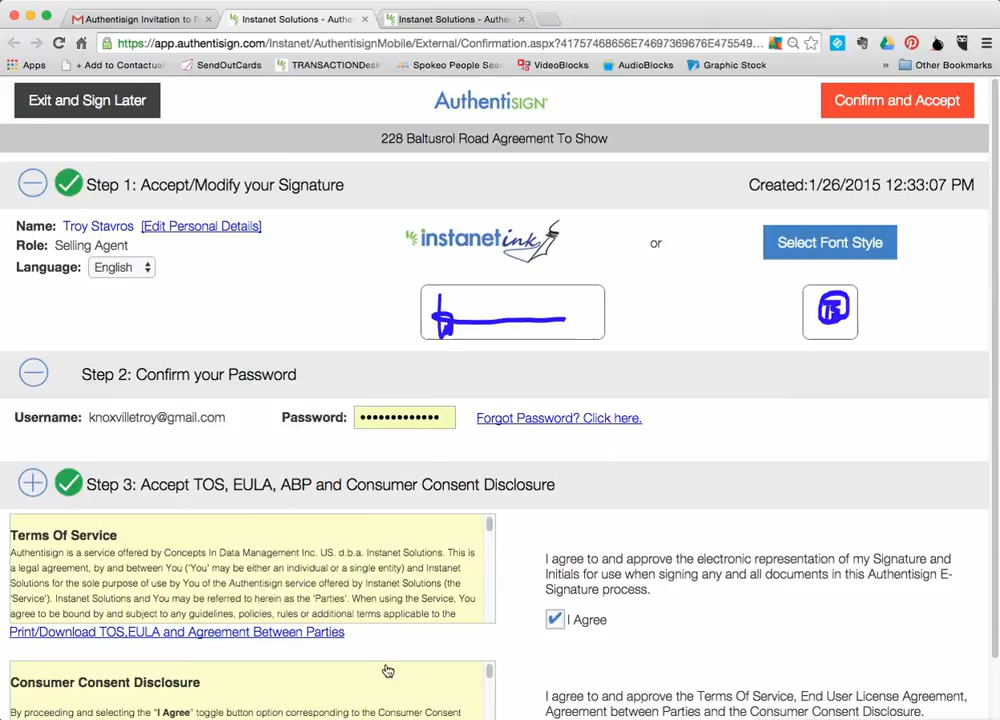 Authentisign Invitation to
Instanet Solutions - Authe
Instanet Solutions - Authe
https://app.authentisign.com/Instanet/AuthentisignMobile/External/Confirmation.aspx?41757468656E74697369676E475549...
Apps
+ Add to Contactual
SendOutCards
TRANSACTIONDesk
Spokeo People Sear
VideoBlocks
AudioBlocks
Graphic Stock
»
Other Bookmarks
Exit and Sign Later
AUTHENTISIGN
Confirm and Accept
228 Baltusrol Road Agreement To Show
Step 1: Accept/Modify your Signature
Created:1/26/2015 12:33:07 PM
Name: Troy Stavros [Edit Personal Details]
Role: Selling Agent
Language: English
instanet ink
or
Select Font Style
TS
Step 2: Confirm your Password
Username: knoxvilletroy@gmail.com
Password: •••••••••••••
Forgot Password? Click here.
Step 3: Accept TOS, EULA, ABP and Consumer Consent Disclosure
Terms Of Service
Authentisign is a service offered by Concepts In Data Management Inc. US. d.b.a. Instanet Solutions. This is
a legal agreement, by and between You ('You' may be either an individual or a single entity) and Instanet
Solutions for the sole purpose of use by You of the Authentisign service offered by Instanet Solutions (the
'Service'). Instanet Solutions and You may be referred to herein as the 'Parties'. When using the Service, You
agree to be bound by and subject to any guidelines, policies, rules or additional terms applicable to the
Print/Download TOS,EULA and Agreement Between Parties
I agree to and approve the electronic representation of my Signature and
Initials for use when signing any and all documents in this Authentisign E-
Signature process.
I Agree
Consumer Consent Disclosure
By proceeding and selecting the "I Agree" toggle button option corresponding to the Consumer Consent
I agree to and approve the Terms Of Service, End User License Agreement,
Agreement between Parties and the Consumer Consent Disclosure.